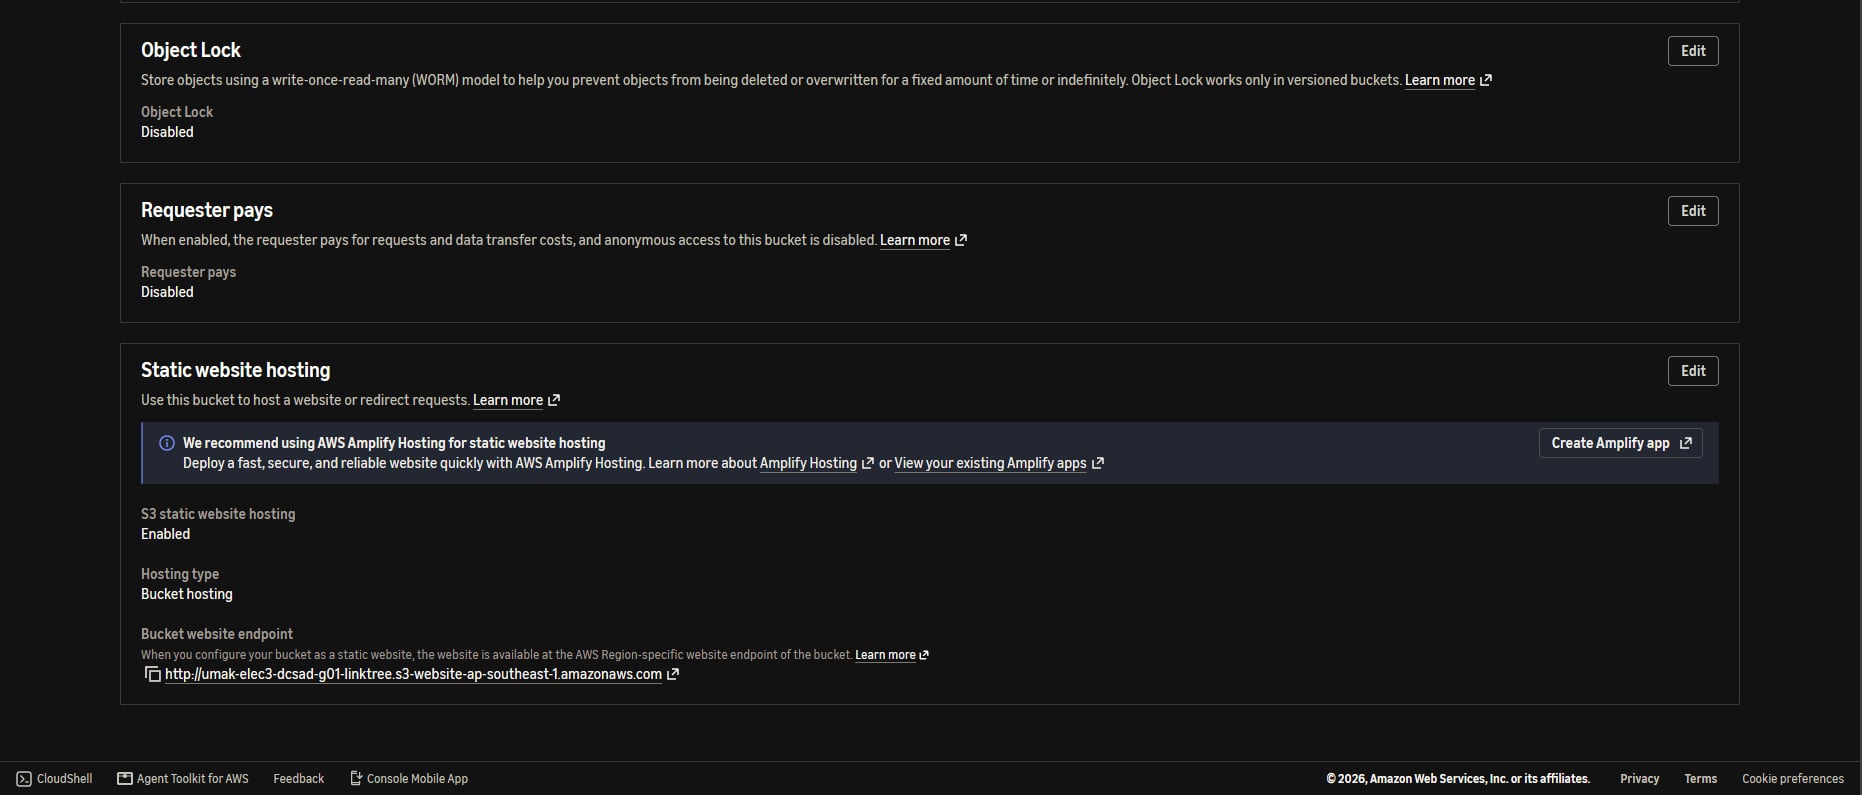 Object Lock
Edit
Store objects using a write-once-read-many (WORM) model to help you prevent objects from being deleted or overwritten for a fixed amount of time or indefinitely. Object Lock works only in versioned buckets. Learn more
Object Lock
Disabled
Requester pays
Edit
When enabled, the requester pays for requests and data transfer costs, and anonymous access to this bucket is disabled. Learn more
Requester pays
Disabled
Static website hosting
Edit
Use this bucket to host a website or redirect requests. Learn more
We recommend using AWS Amplify Hosting for static website hosting
Create Amplify app
Deploy a fast, secure, and reliable website quickly with AWS Amplify Hosting. Learn more about Amplify Hosting or View your existing Amplify apps
S3 static website hosting
Enabled
Hosting type
Bucket hosting
Bucket website endpoint
When you configure your bucket as a static website, the website is available at the AWS Region-specific website endpoint of the bucket. Learn more
http://umak-elec3-dcsad-g01-linktree.s3-website-ap-southeast-1.amazonaws.com
CloudShell Agent Toolkit for AWS Feedback Console Mobile App © 2026, Amazon Web Services, Inc. or its affiliates. Privacy Terms Cookie preferences